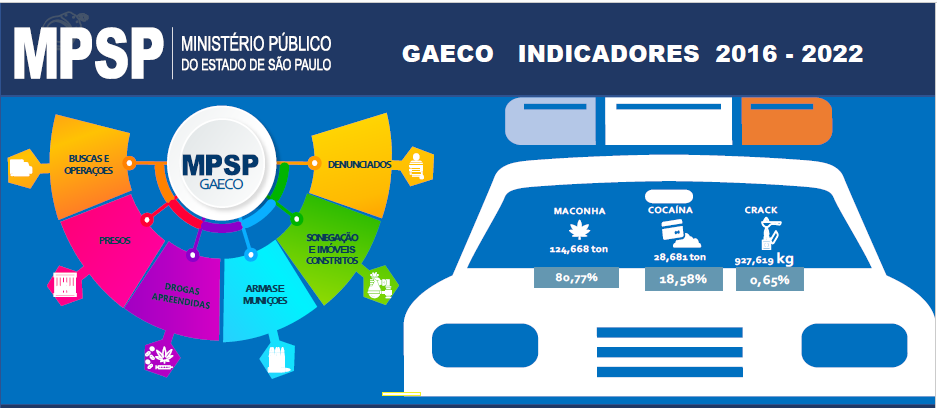 MPSP
MINISTÉRIO PÚBLICO
DO ESTADO DE SÃO PAULO
GAECO INDICADORES 2016 - 2022
BUSCAS E
OPERAÇOES
MPSP
GAECO
DENUNCIADOS
PRESOS
SONEGAÇÃO
E IMÓVEIS
CONSTRITOS
DROGAS
APREENDIDAS
ARMAS E
MUNIÇOES
MACONHA
124,668 ton
80,77%
COCAÍNA
28,681 ton
18,58%
CRACK
927,619 kg
0,65%